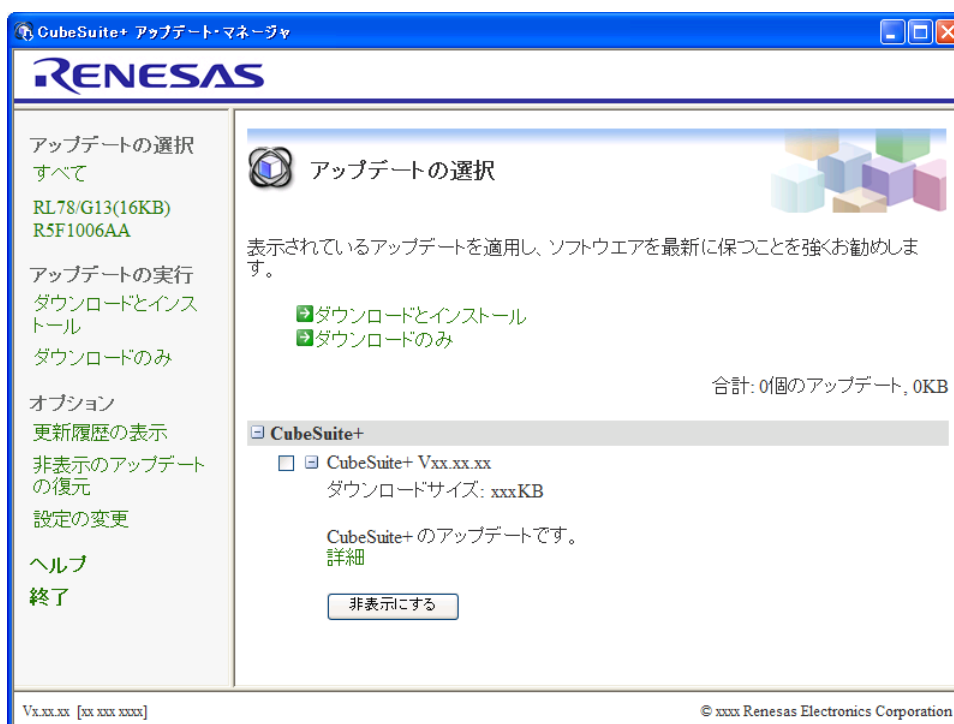 CubeSuite+ アップデート・マネージャ
RENESAS
アップデートの選択
すべて
RL78/G13(16KB)
R5F1006AA
アップデートの実行
ダウンロードとインス
トール
ダウンロードのみ
オプション
更新履歴の表示
非表示のアップデート
の復元
設定の変更
ヘルプ
終了
アップデートの選択
表示されているアップデートを適用し、ソフトウエアを最新に保つことを強くお勧めしま
す。
ダウンロードとインストール
ダウンロードのみ
合計: 0個のアップデート, 0KB
CubeSuite+
CubeSuite+ Vxx.xx.xx
ダウンロードサイズ: xxxKB
CubeSuite+ のアップデートです。
詳細
非表示にする
Vx.xx.xx [xx xxx xxxx]
© xxxx Renesas Electronics Corporation